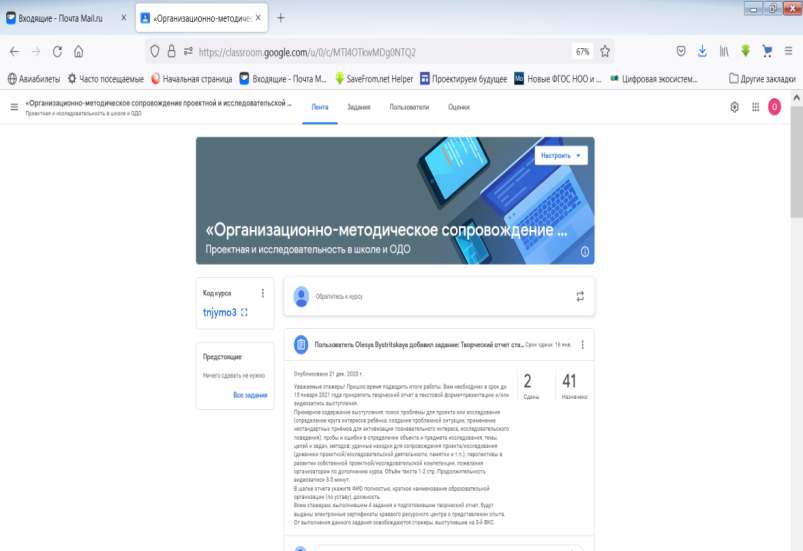 Входящие - Почта Mail.ru
«Организационно-методичес
https://classroom.google.com/u/0/c/MTI4OTkwMDg0NTQ2
67%
Авиабилеты Часто посещаемые Начальная страница Входящие - Почта M... SaveFrom.net Helper Проектируем будущее Новые ФГОС НОО и ... Цифровая экосистем... Другие закладки
«Организационно-методическое сопровождение проектной и исследовательской ...
Проектная и исследовательность в школе и ОДО
Лента Задания Пользователи Оценки
O
Настроить
«Организационно-методическое сопровождение ...
Проектная и исследовательность в школе и ОДО
Код курса
tnjymo3
Обратитесь к курсу
Предстоящие
Ничего сдавать не нужно
Все задания
Пользователь Olesya Bystritskaya добавил задание: Творческий отчет ста... Срок сдачи: 16 янв.
Опубликовано 21 дек. 2020 г.
Уважаемые стажеры! Пришло время подводить итоги работы. Вам необходимо в срок до
15 января 2021 года прикрепить творческий отчет в текстовой форме+презентацию и/или
видеозапись выступления.
Примерное содержание выступления: поиск проблемы для проекта или исследования
(определение круга интересов ребёнка, создание проблемной ситуации, применение
нестандартных приёмов для активизации познавательного интереса, исследовательского
поведения); пробы и ошибки в определении объекта и предмета исследования, темы,
целей и задач, методов; удачные находки для сопровождения проекта/исследования
(дневники проектной/исследовательской деятельности, памятки и т.п.); перспективы в
развитии собственной проектной/исследовательской компетенции, пожелания
организаторам по дополнению курса. Объём текста 1-2 стр. Продолжительность
видеозаписи 3-5 минут.
В шапке отчета укажите ФИО полностью, краткое наименование образовательной
организации (по уставу), должность.
Всем стажерам, выполнившим 4 задания и подготовившим творческий отчет, будут
выданы электронные сертификаты краевого ресурсного центра о представлении опыта.
От выполнения данного задания освобождаются стажеры, выступившие на 3-й ВКС.
2
Сданы
41
Назначено